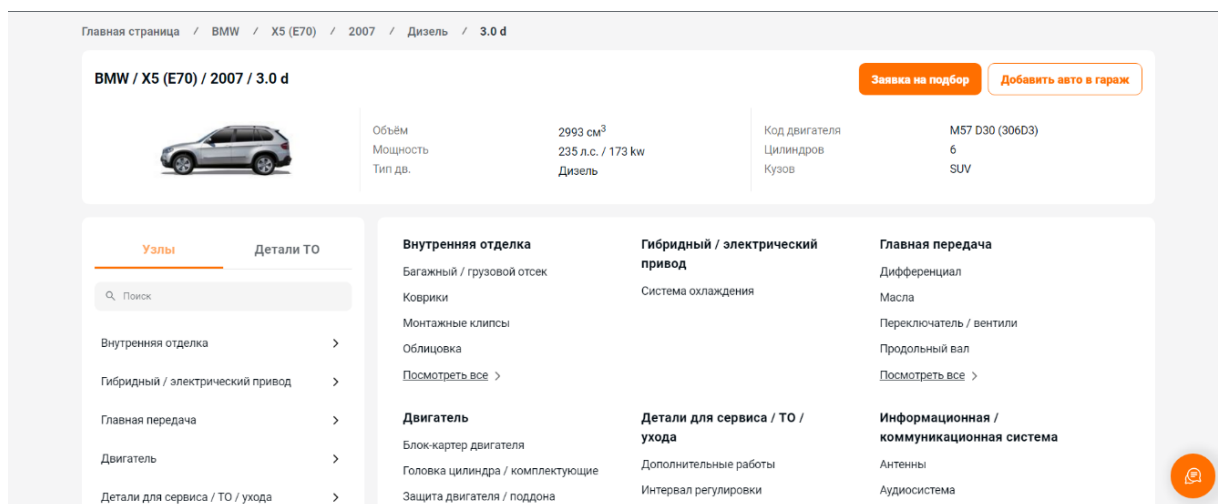 Главная страница / BMW / X5 (E70) / 2007 / Дизель / 3.0 d
BMW / X5 (E70) / 2007 / 3.0 d
Заявка на подбор
Добавить авто в гараж
Объём 2993 см³
Мощность 235 л.с. / 173 kw
Тип дв. Дизель
Код двигателя M57 D30 (306D3)
Цилиндров 6
Кузов SUV
Узлы
Детали ТО
Поиск
Внутренняя отделка
Гибридный / электрический привод
Главная передача
Двигатель
Детали для сервиса / ТО / ухода
Внутренняя отделка
Багажный / грузовой отсек
Коврики
Монтажные клипсы
Облицовка
Посмотреть все
Гибридный / электрический
привод
Система охлаждения
Главная передача
Дифференциал
Масла
Переключатель / вентили
Продольный вал
Посмотреть все
Двигатель
Блок-картер двигателя
Головка цилиндра / комплектующие
Защита двигателя / поддона
Детали для сервиса / ТО /
ухода
Дополнительные работы
Интервал регулировки
Информационная /
коммуникационная система
Антенны
Аудиосистема